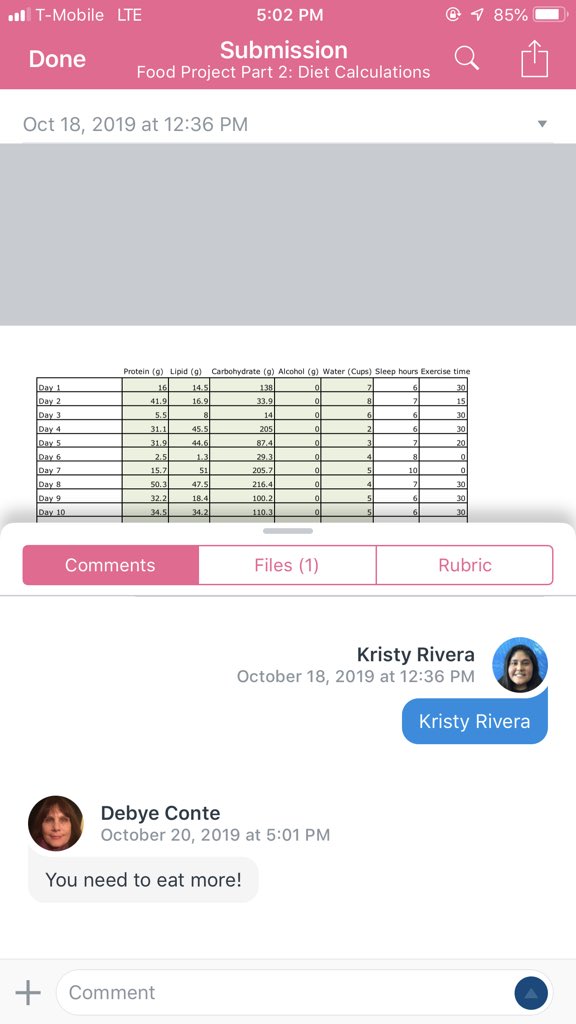 T-Mobile LTE 5:02 PM 85%
Done Submission
Food Project Part 2: Diet Calculations
Oct 18, 2019 at 12:36 PM
Protein (g) Lipid (g) Carbohydrate (g) Alcohol (g) Water (Cups) Sleep hours Exercise time
Day 1 16 14.5 138 0 7 6 30
Day 2 41.9 16.9 33.9 0 8 7 15
Day 3 5.5 8 14 0 6 6 30
Day 4 31.1 45.5 205 0 2 6 30
Day 5 31.9 44.6 87.4 0 3 7 20
Day 6 2.5 1.3 29.3 0 4 8 0
Day 7 15.7 51 205.7 0 5 10 0
Day 8 50.3 47.5 216.4 0 4 7 30
Day 9 32.2 18.4 100.2 0 5 6 30
Day 10 34.5 34.2 110.3 0 5 6 30
Comments Files (1) Rubric
Kristy Rivera
October 18, 2019 at 12:36 PM
Kristy Rivera
Debye Conte
October 20, 2019 at 5:01 PM
You need to eat more!
Comment